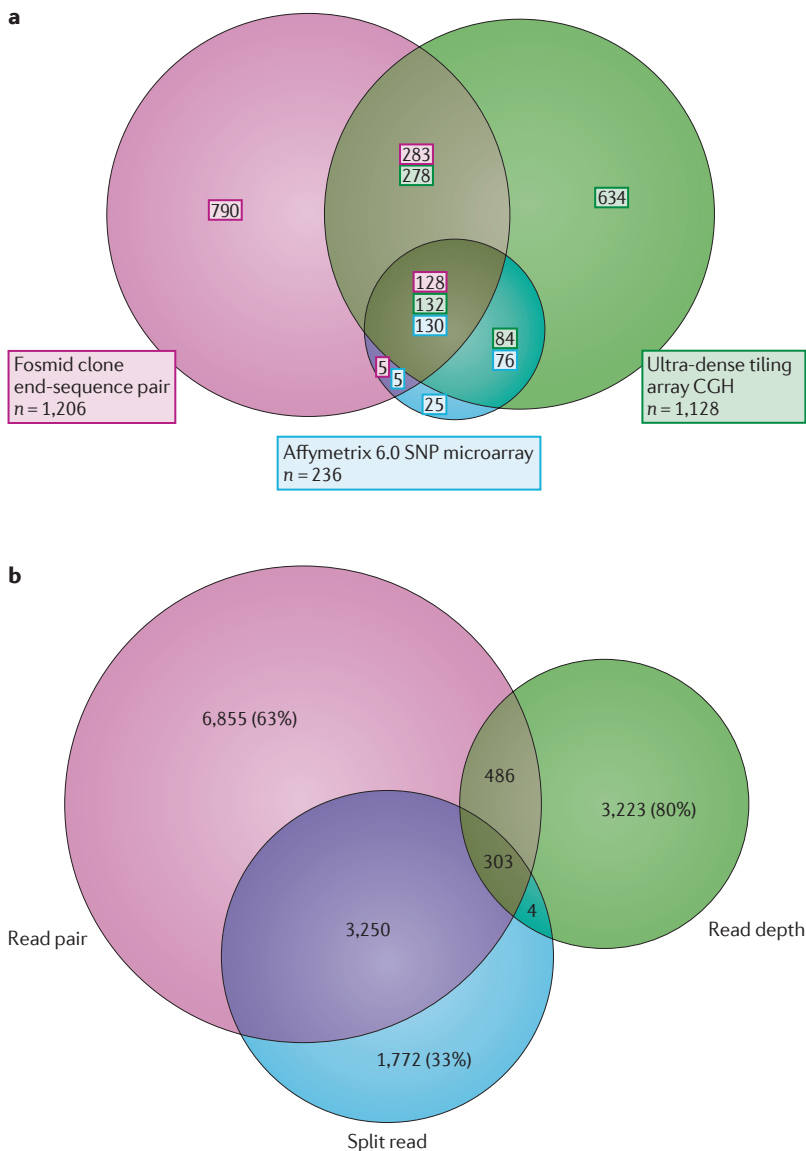 a
283
278
790
634
128
132
130
84
76
5
5
25
Fosmid clone
end-sequence pair
n = 1,206
Ultra-dense tiling
array CGH
n = 1,128
Affymetrix 6.0 SNP microarray
n = 236
b
6,855 (63%)
486
3,223 (80%)
303
4
3,250
Read pair
Read depth
1,772 (33%)
Split read